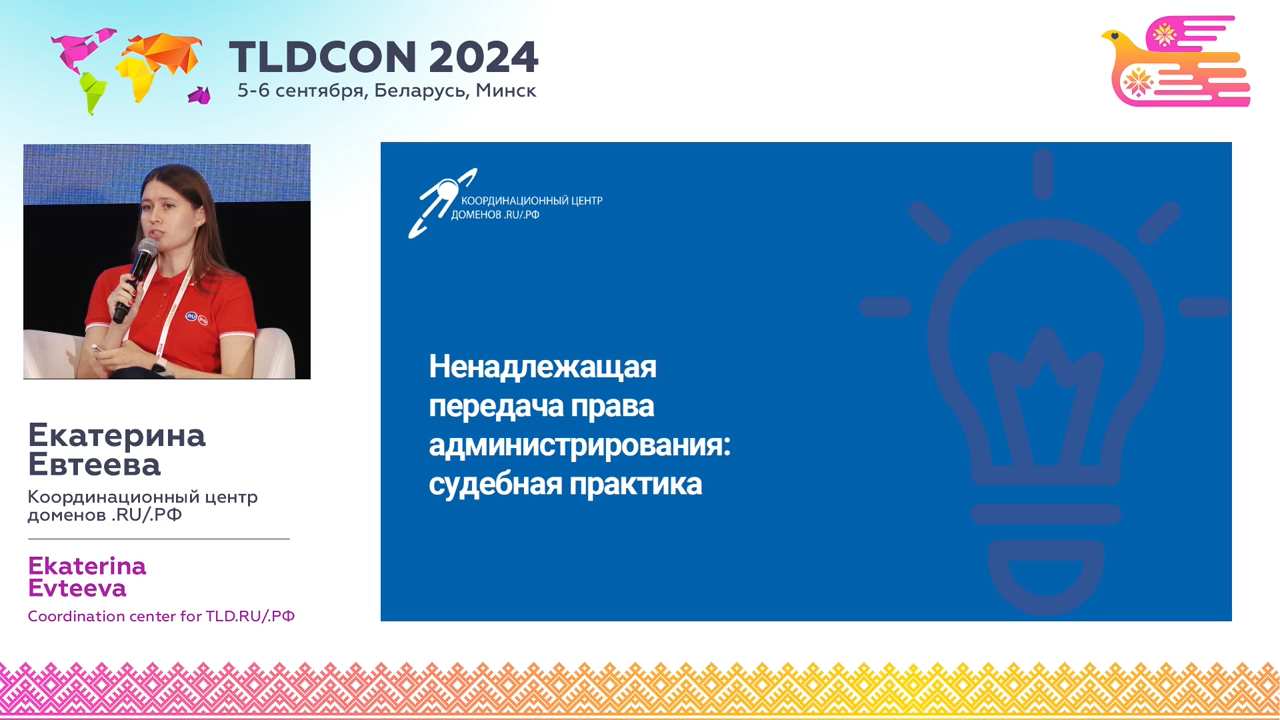 TLDCON 2024
5-6 сентября, Беларусь, Минск
КООРДИНАЦИОННЫЙ ЦЕНТР
ДОМЕНОВ .RU/.РФ
Ненадлежащая
передача права
администрирования:
судебная практика
Екатерина
Евтеева
Координационный центр
доменов .RU/.РФ
Ekaterina
Evteeva
Coordination center for TLD.RU/.РФ